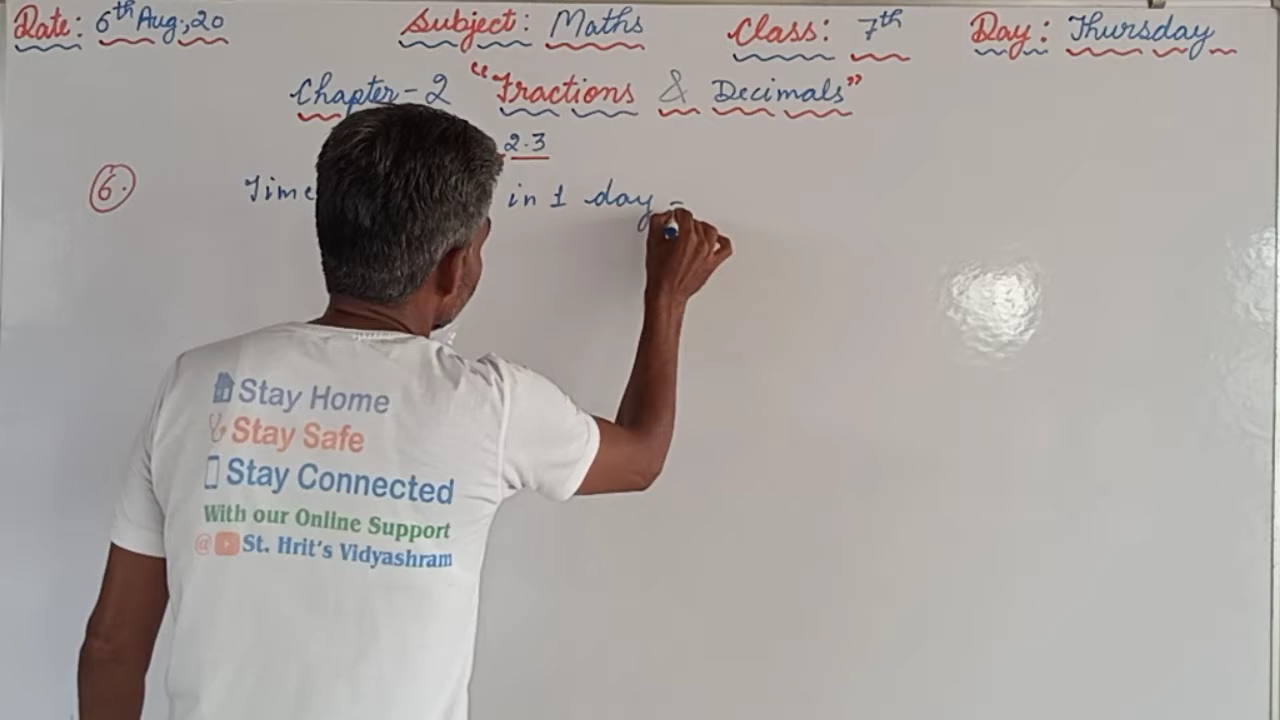 Date: 6th Aug, 20 Subject: Maths Class: 7th Day: Thursday
Chapter-2 "Fractions & Decimals"
2.3
6. Time in 1 day =
Stay Home
Stay Safe
Stay Connected
With our Online Support
@ St. Hrit's Vidyashram